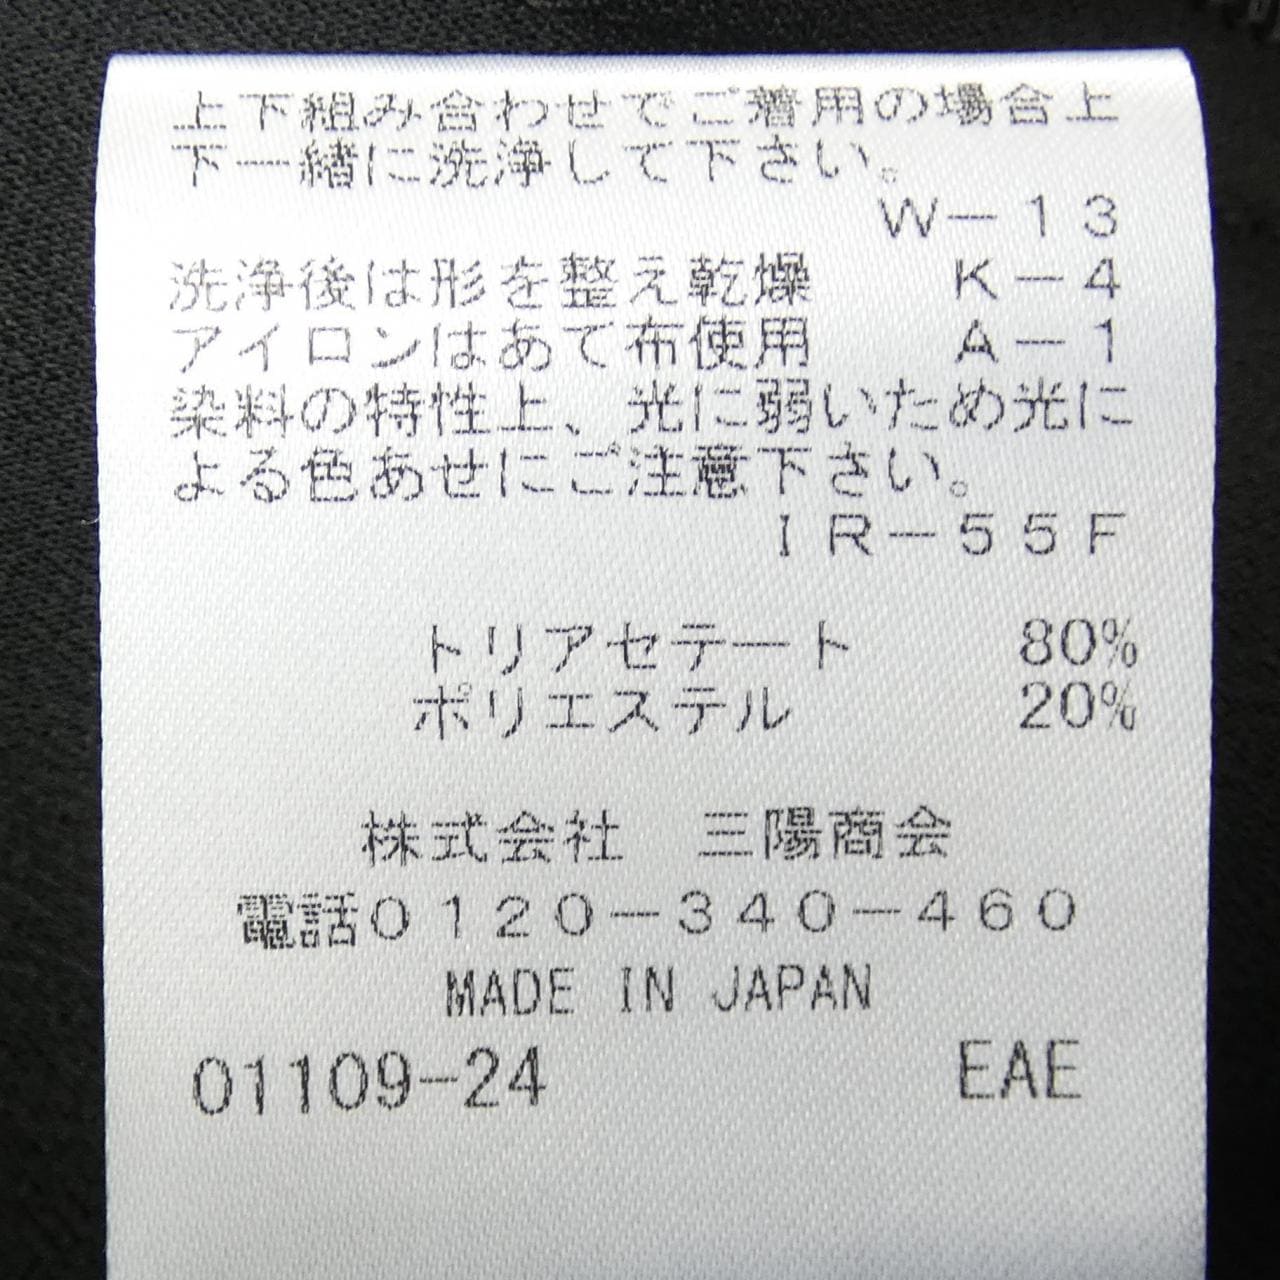 上下組み合わせでご着用の場合上
下一緒に洗浄して下さい。
W－13
洗浄後は形を整え乾燥　K－4
アイロンはあて布使用　A－1
染料の特性上、光に弱いため光に
よる色あせにご注意下さい。
IR－55F
トリアセテート　80%
ポリエステル　20%
株式会社　三陽商会
電話0120－340－460
MADE IN JAPAN
01109-24　EAE